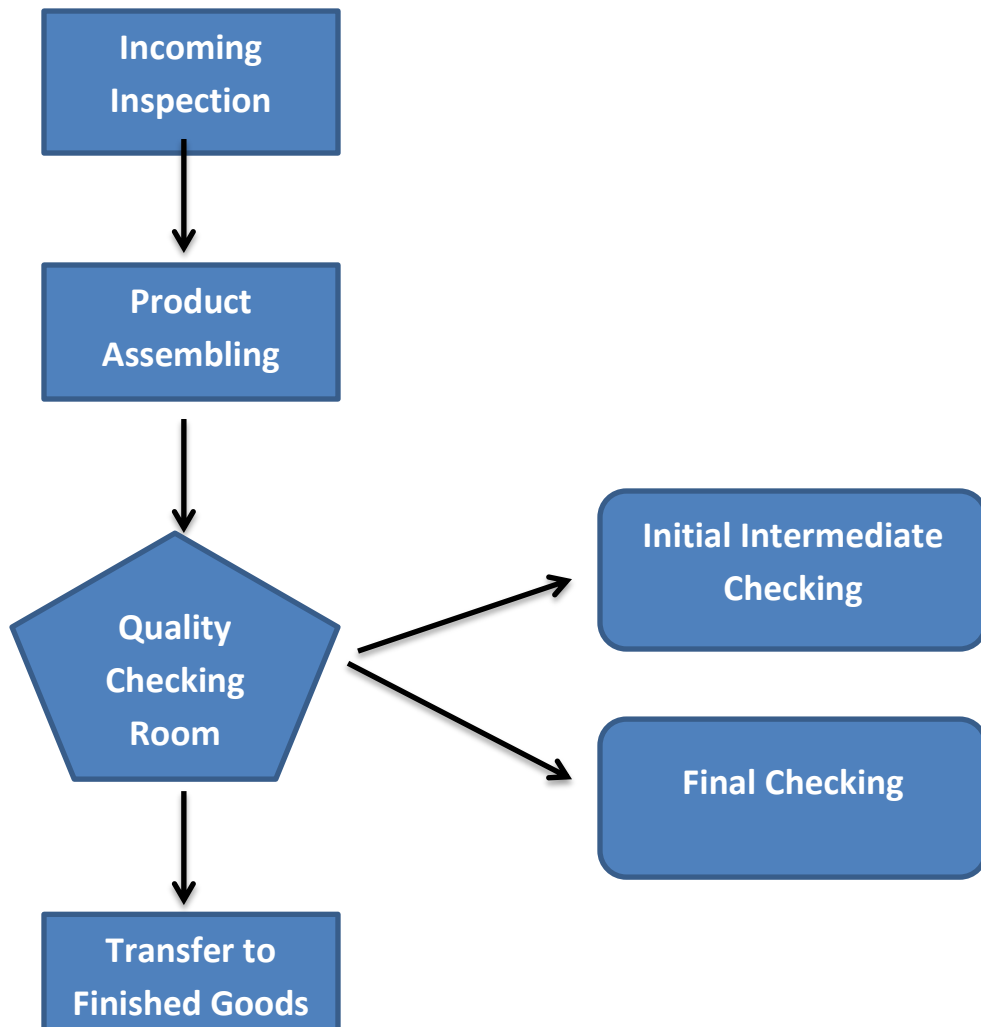 Incoming
Inspection
Product
Assembling
Quality
Checking
Room
Initial Intermediate
Checking
Final Checking
Transfer to
Finished Goods